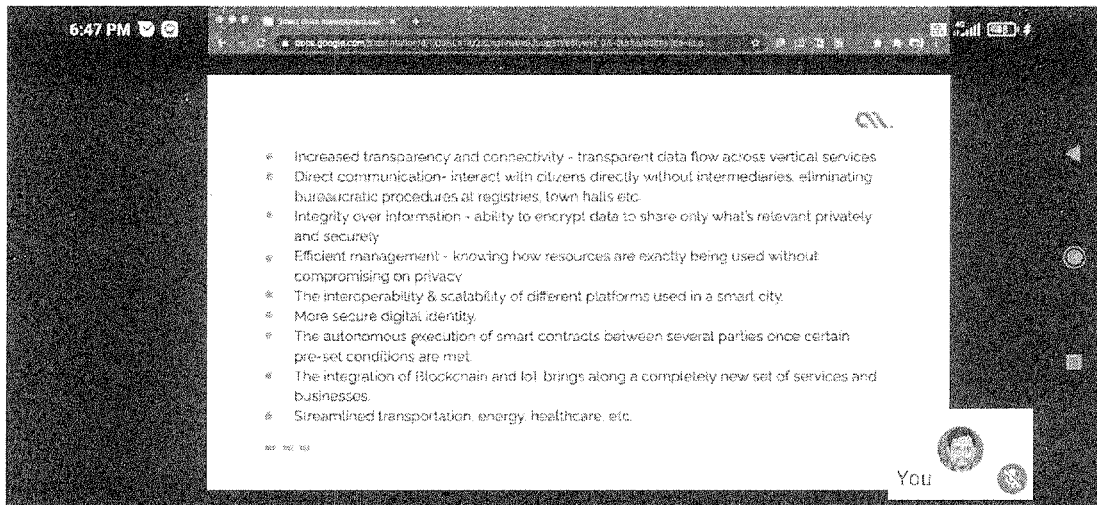 6:47 PM
docs.google.com
Increased transparency and connectivity - transparent data flow across vertical services
Direct communication- interact with citizens directly without intermediaries, eliminating
bureaucratic procedures at registries, town halls etc
Integrity over information - ability to encrypt data to share only what's relevant privately
and securely
Efficient management - knowing how resources are exactly being used without
compromising on privacy
The interoperability & scalability of different platforms used in a smart city.
More secure digital identity.
The autonomous execution of smart contracts between several parties once certain
pre-set conditions are met.
The integration of Blockchain and IoT brings along a completely new set of services and
businesses.
Streamlined transportation, energy, healthcare, etc.
You